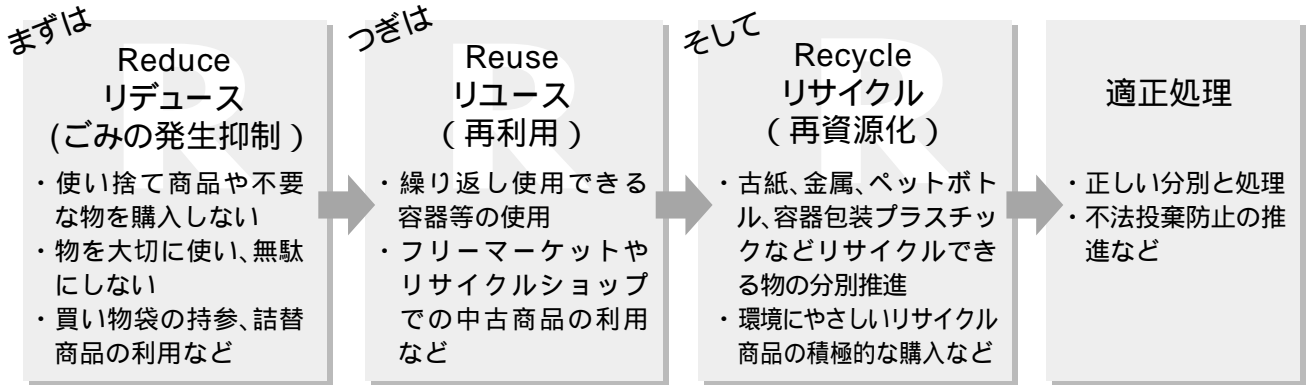 まずは
Reduce
リデュース
(ごみの発生抑制)
・使い捨て商品や不要
な物を購入しない
・物を大切に使い、無駄
にしない
・買い物袋の持参、詰替
商品の利用など
つぎは
Reuse
リユース
(再利用)
・繰り返し使用できる
容器等の使用
・フリーマーケットや
リサイクルショップ
での中古商品の利用
など
そして
Recycle
リサイクル
(再資源化)
・古紙、金属、ペットボト
ル、容器包装プラスチッ
クなどリサイクルでき
る物の分別推進
・環境にやさしいリサイクル
商品の積極的な購入など
適正処理
・正しい分別と処理
・不法投棄防止の推
進など